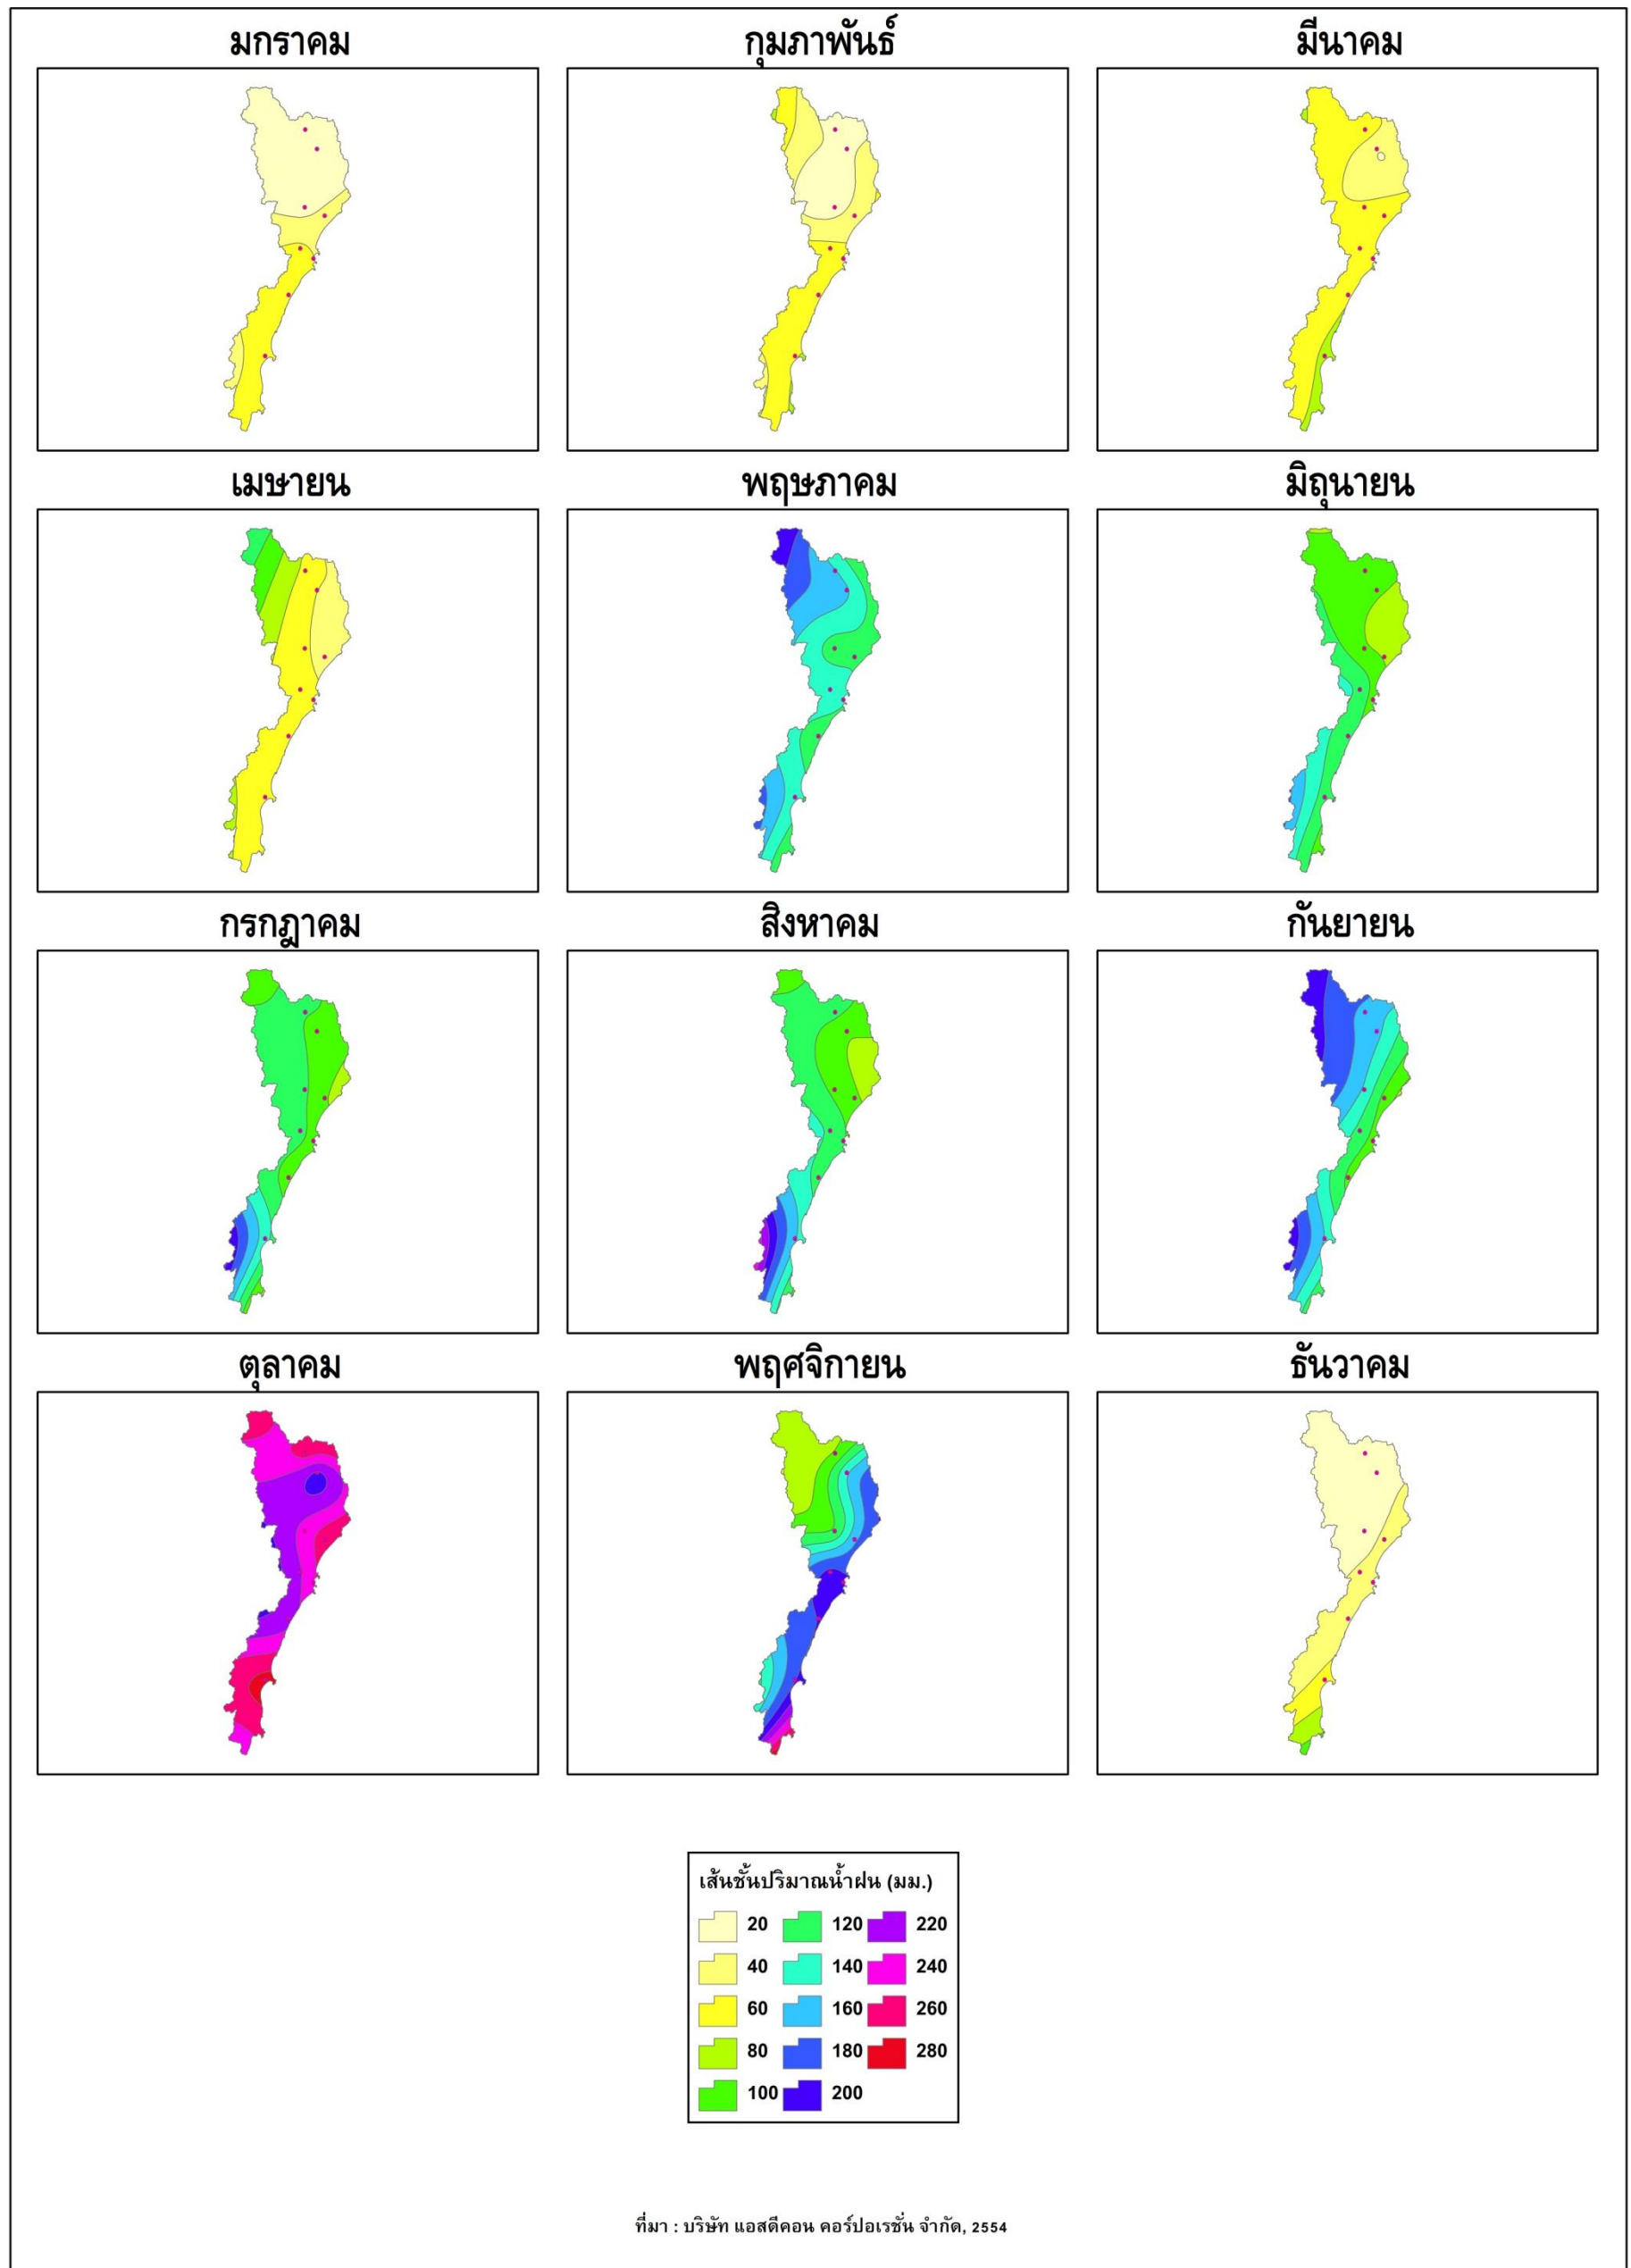 มกราคม
กุมภาพันธ์
มีนาคม
เมษายน
พฤษภาคม
มิถุนายน
กรกฎาคม
สิงหาคม
กันยายน
ตุลาคม
พฤศจิกายน
ธันวาคม
เส้นชั้นปริมาณน้ำฝน (มม.)
20 120 220
40 140 240
60 160 260
80 180 280
100 200
ที่มา : บริษัท แอสดีคอน คอร์ปอเรชั่น จำกัด, 2554